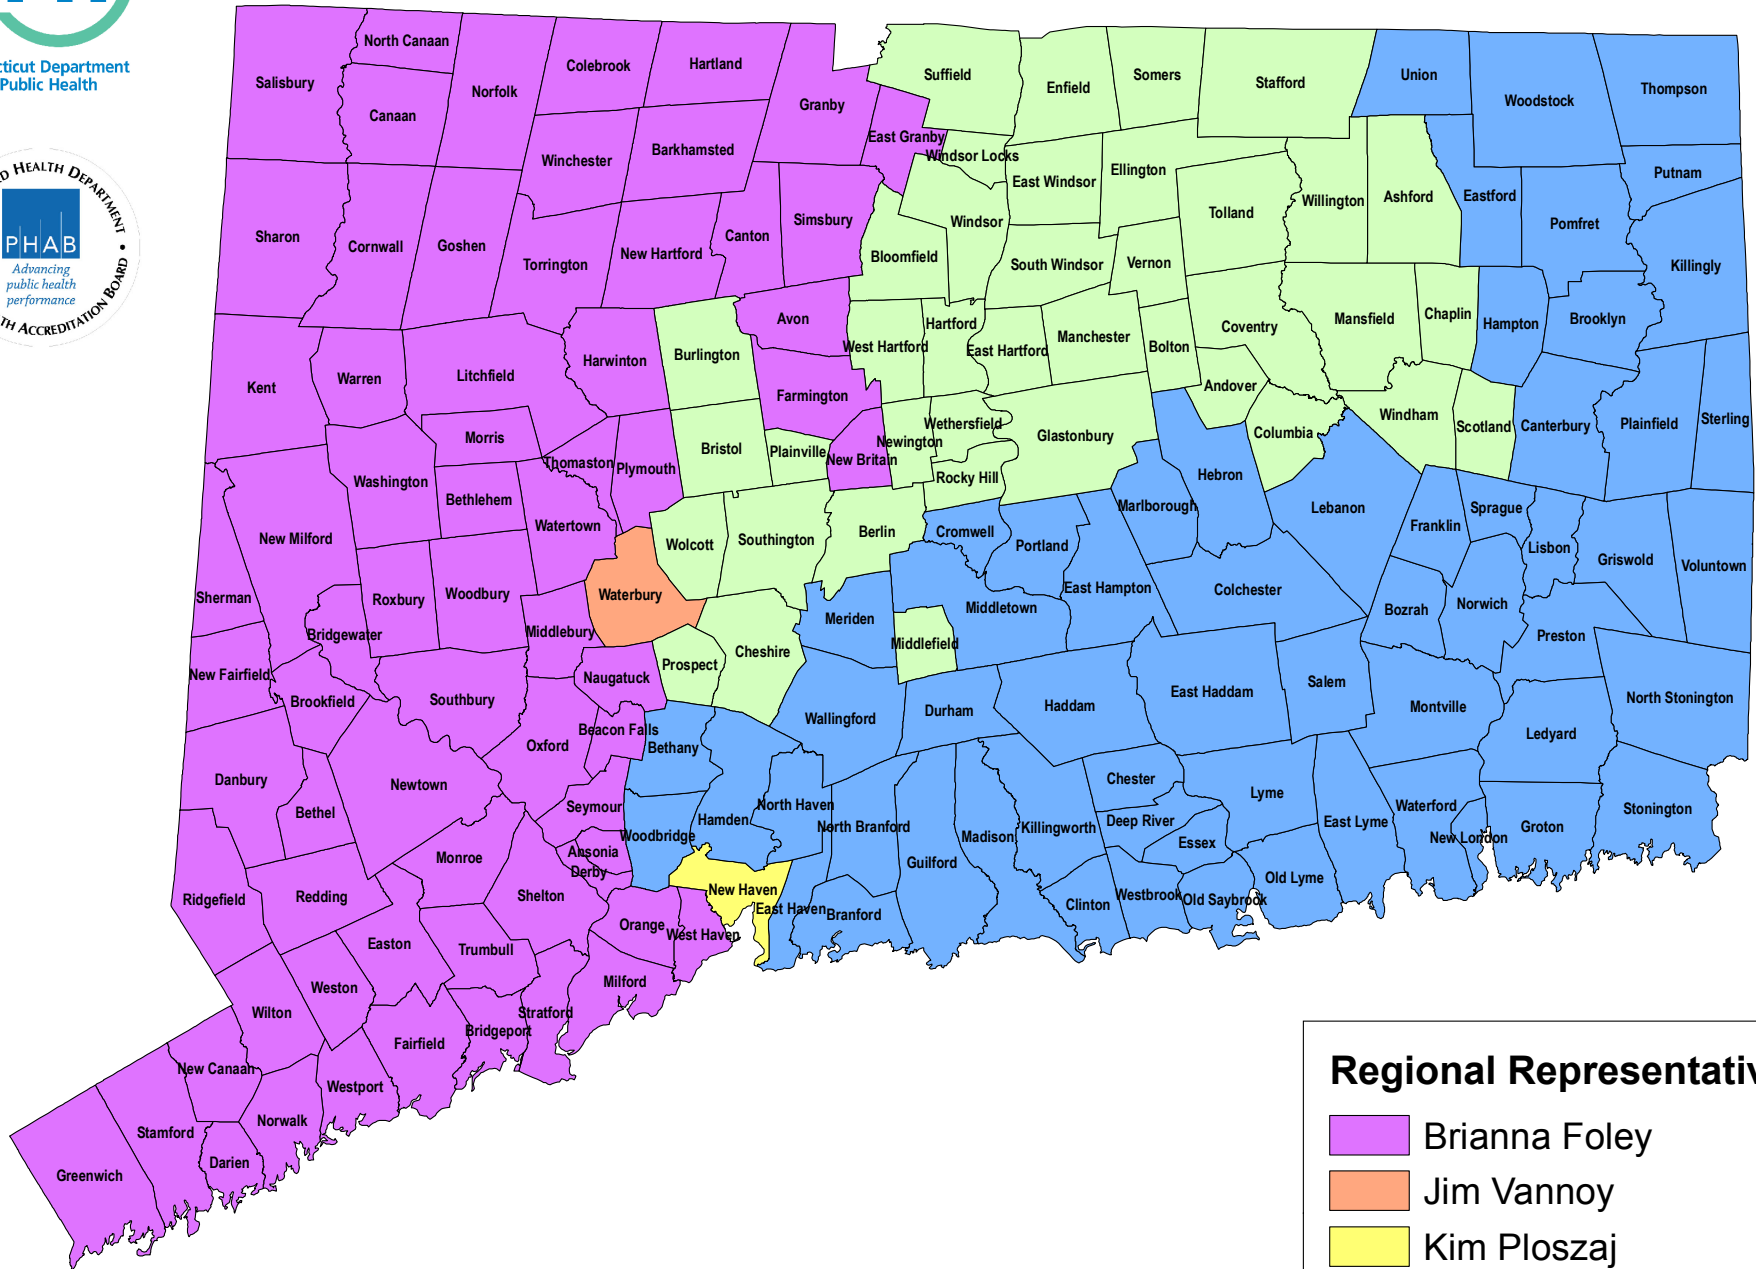 cticut Department
Public Health
D HEALTH DEPARTMENT
PHAB
Advancing
public health
performance
TH ACCREDITATION BOARD
North Canaan
Salisbury
Canaan
Norfolk
Colebrook
Hartland
Granby
East Granby
Suffield
Enfield
Somers
Stafford
Union
Woodstock
Thompson
Winchester
Barkhamsted
Windsor Locks
East Windsor
Ellington
Tolland
Willington
Ashford
Eastford
Pomfret
Putnam
Killingly
Sharon
Cornwall
Goshen
Torrington
New Hartford
Canton
Simsbury
Bloomfield
Windsor
South Windsor
Vernon
Kent
Warren
Litchfield
Harwinton
Burlington
Avon
West Hartford
Hartford
East Hartford
Manchester
Bolton
Coventry
Mansfield
Chaplin
Hampton
Brooklyn
Farmington
Andover
Morris
Washington
Bethlehem
Thomaston
Plymouth
Bristol
Plainville
New Britain
Newington
Wethersfield
Rocky Hill
Glastonbury
Hebron
Columbia
Windham
Scotland
Canterbury
Plainfield
Sterling
New Milford
Watertown
Wolcott
Southington
Berlin
Cromwell
Portland
Marlborough
Lebanon
Franklin
Sprague
Lisbon
Griswold
Voluntown
Sherman
Bridgewater
Roxbury
Woodbury
Middlebury
Waterbury
Prospect
Cheshire
Meriden
Middlefield
Middletown
East Hampton
Colchester
Bozrah
Norwich
Preston
New Fairfield
Brookfield
Southbury
Naugatuck
Beacon Falls
Oxford
Bethany
Wallingford
Durham
Haddam
East Haddam
Salem
Montville
Ledyard
North Stonington
Danbury
Bethel
Newtown
Seymour
Woodbridge
Hamden
North Haven
North Branford
Guilford
Madison
Killingworth
Chester
Deep River
Essex
Lyme
East Lyme
Waterford
New London
Groton
Stonington
Ridgefield
Redding
Monroe
Ansonia
Derby
Shelton
Orange
West Haven
New Haven
East Haven
Branford
Clinton
Westbrook
Old Saybrook
Old Lyme
Easton
Trumbull
Milford
Stratford
Weston
Wilton
Bridgeport
Fairfield
New Canaan
Westport
Norwalk
Stamford
Darien
Greenwich
Regional Representativ
Brianna Foley
Jim Vannoy
Kim Ploszaj